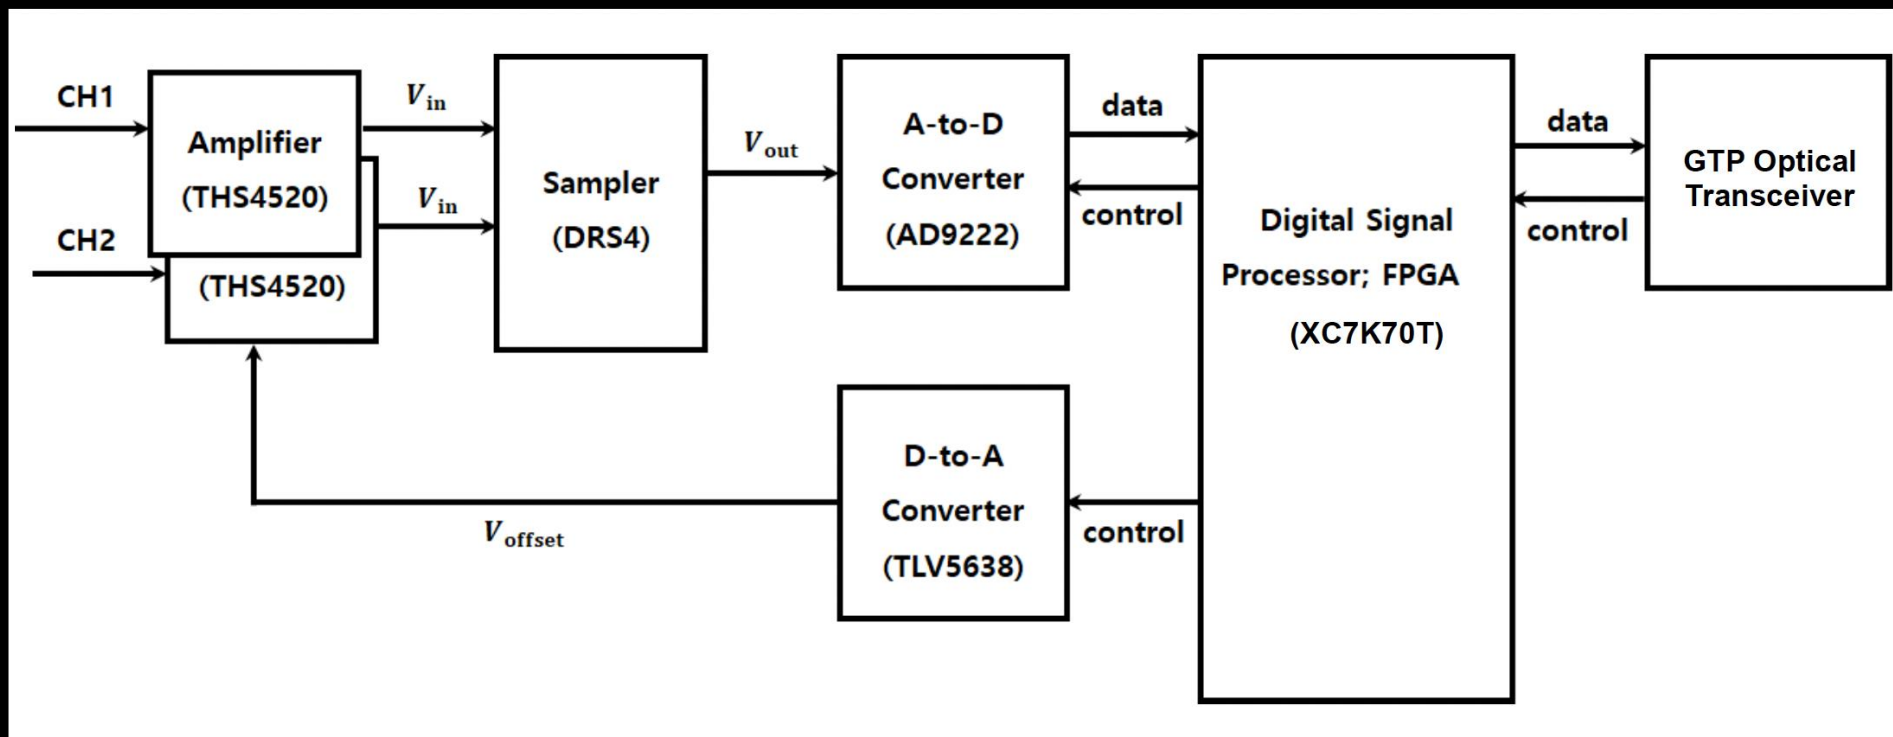 CH1
Amplifier
(THS4520)
CH2
(THS4520)
V_in
V_in
Sampler
(DRS4)
V_out
A-to-D
Converter
(AD9222)
data
control
Digital Signal
Processor; FPGA
(XC7K70T)
data
control
GTP Optical
Transceiver
D-to-A
Converter
(TLV5638)
control
V_offset